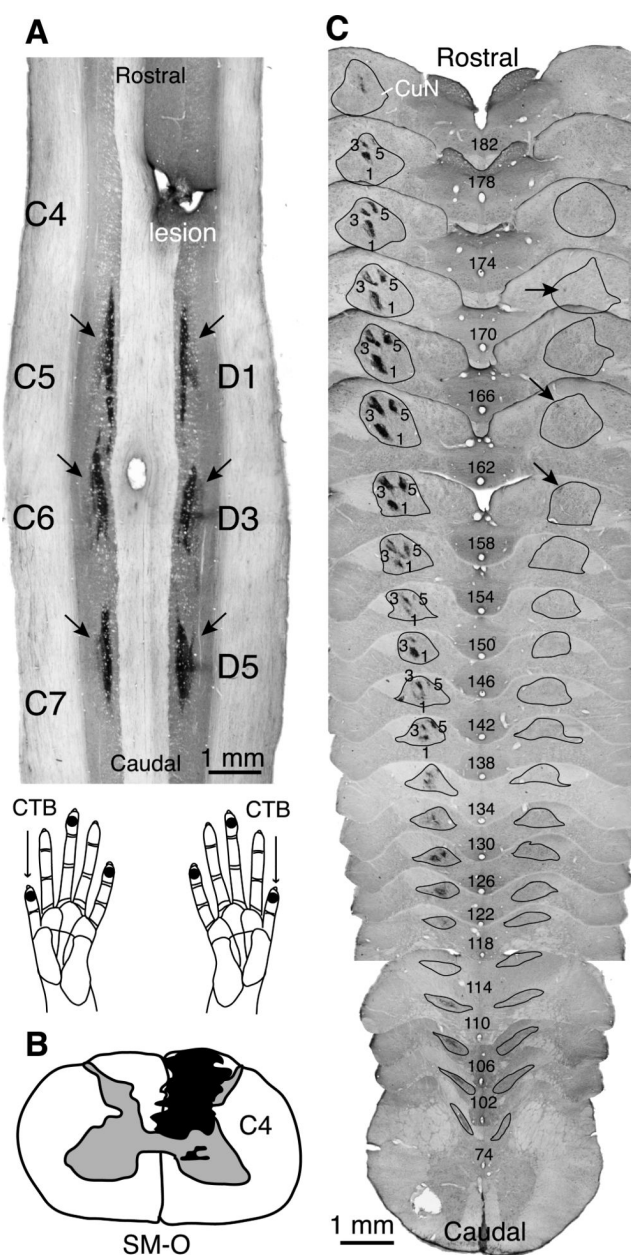 A
Rostral
C4
lesion
C5
D1
C6
D3
C7
D5
Caudal
1 mm
CTB
CTB
B
C4
SM-O
C
Rostral
CuN
182
3
5
1
178
3
5
1
174
3
5
1
170
3
5
1
166
3
5
1
162
3
5
1
158
3
5
1
154
3
5
1
150
3
1
146
3
5
1
142
3
5
1
138
134
130
126
122
118
114
110
106
102
74
1 mm
Caudal